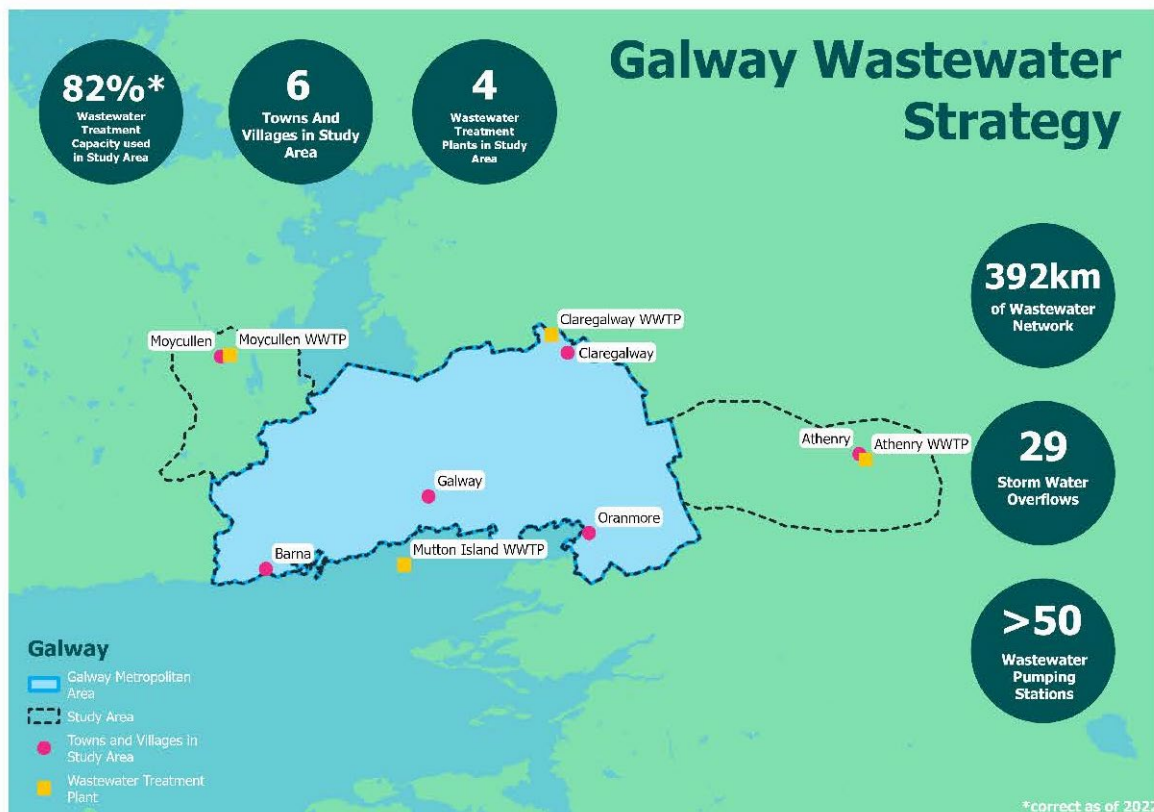 Galway Wastewater
Strategy
82%*
Wastewater
Treatment
Capacity used
in Study Area
6
Towns And
Villages in Study
Area
4
Wastewater
Treatment
Plants in Study
Area
392km
of Wastewater
Network
29
Storm Water
Overflows
>50
Wastewater
Pumping
Stations
Moycullen
Moycullen WWTP
Claregalway WWTP
Claregalway
Athenry
Athenry WWTP
Galway
Oranmore
Barna
Mutton Island WWTP
Galway
Galway Metropolitan
Area
Study Area
Towns and Villages in
Study Area
Wastewater Treatment
Plant
*correct as of